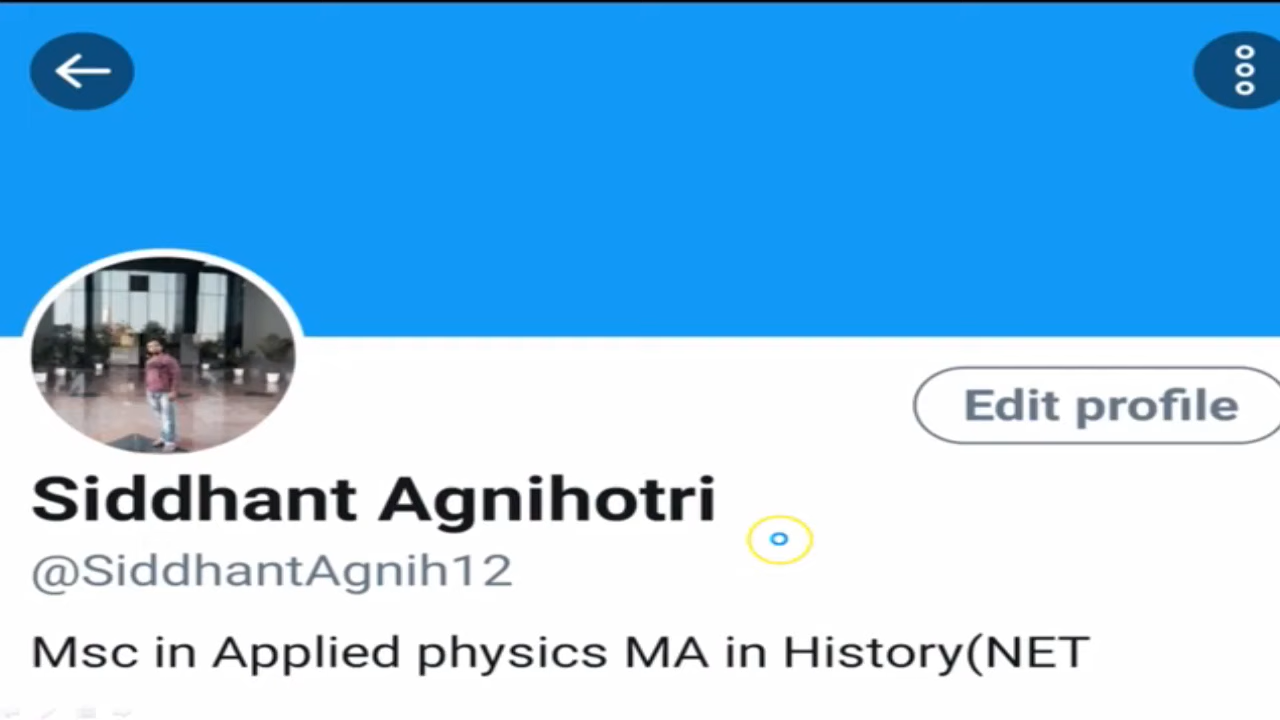 Edit profile
Siddhant Agnihotri
@SiddhantAgnih12
Msc in Applied physics MA in History(NET